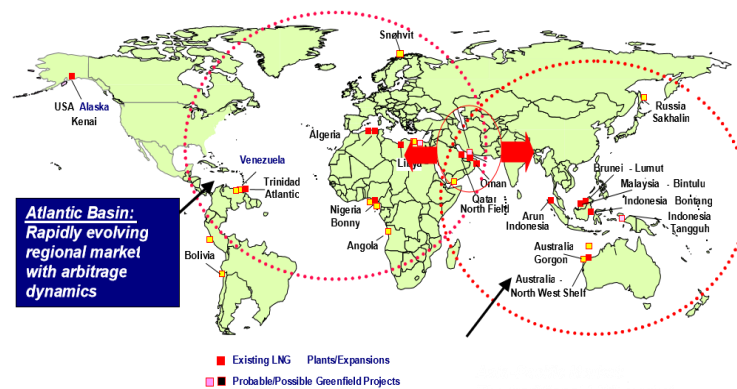 Snøhvit
USA Alaska
Kenai
Russia
Sakhalin
Algeria
Libya
Venezuela
Trinidad
Atlantic
Oman
Qatar
North Field
Brunei - Lumut
Malaysia - Bintulu
Indonesia - Bontang
Indonesia
Tangguh
Arun
Indonesia
Nigeria
Bonny
Angola
Bolivia
Australia
Gorgon
Australia -
North West Shelf
Atlantic Basin:
Rapidly evolving
regional market
with arbitrage
dynamics
Existing LNG Plants/Expansions
Probable/Possible Greenfield Projects